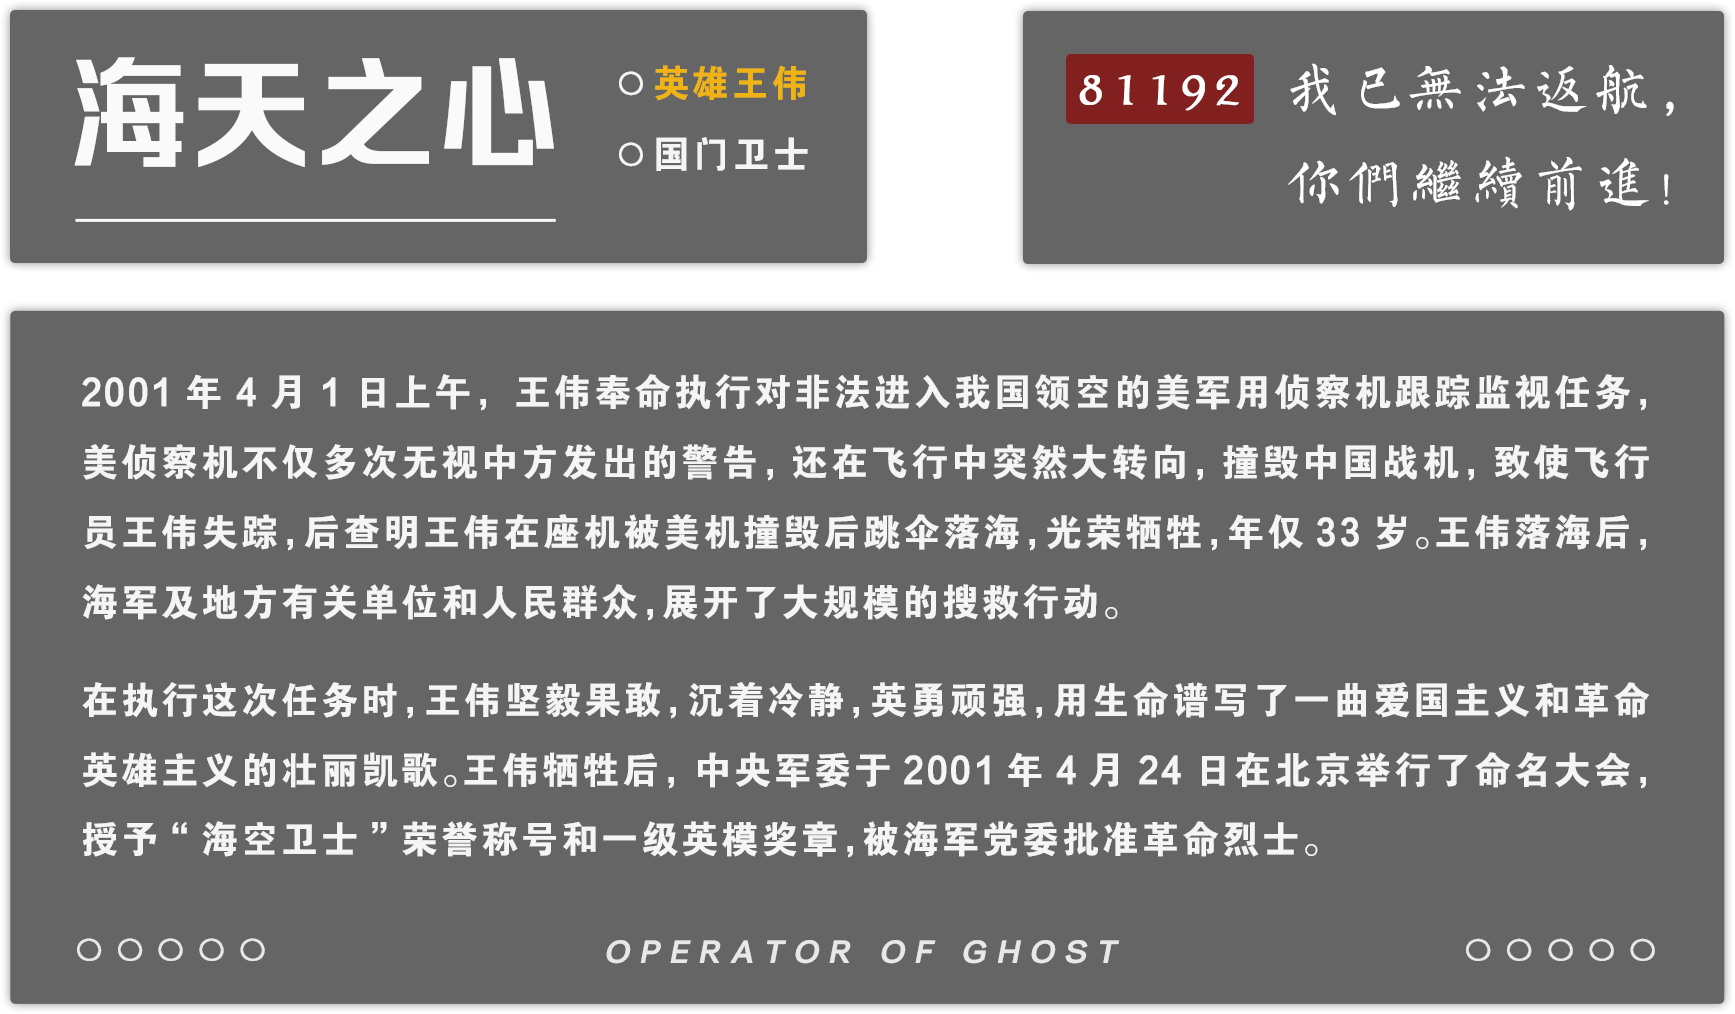 海天之心
英雄王伟
国门卫士
81192 我已無法返航，
你們繼續前進！
2001 年 4 月 1 日上午，王伟奉命执行对非法进入我国领空的美军用侦察机跟踪监视任务，
美侦察机不仅多次无视中方发出的警告，还在飞行中突然大转向，撞毁中国战机，致使飞行
员王伟失踪，后查明王伟在座机被美机撞毁后跳伞落海，光荣牺牲，年仅 33 岁。王伟落海后，
海军及地方有关单位和人民群众，展开了大规模的搜救行动。
在执行这次任务时，王伟坚毅果敢，沉着冷静，英勇顽强，用生命谱写了一曲爱国主义和革命
英雄主义的壮丽凯歌。王伟牺牲后，中央军委于 2001 年 4 月 24 日在北京举行了命名大会，
授予“海空卫士”荣誉称号和一级英模奖章，被海军党委批准革命烈士。
OPERATOR OF GHOST